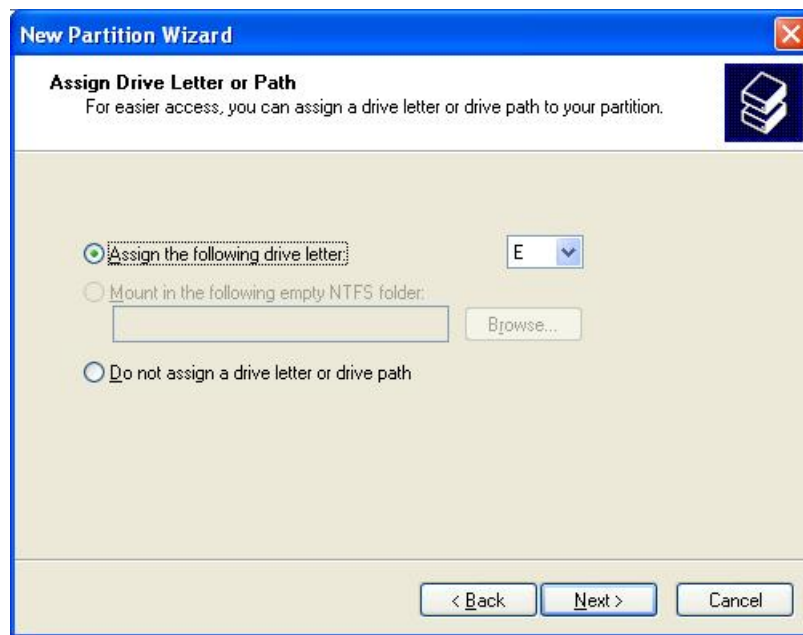 New Partition Wizard
Assign Drive Letter or Path
For easier access, you can assign a drive letter or drive path to your partition.
Assign the following drive letter: E
Mount in the following empty NTFS folder:
Browse...
Do not assign a drive letter or drive path
< Back Next > Cancel